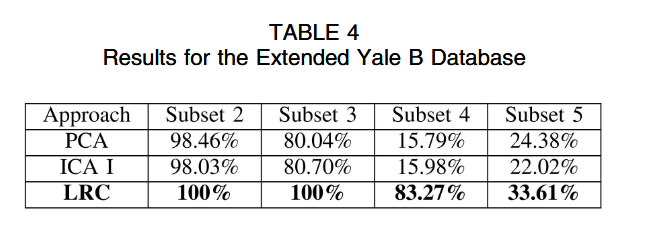 TABLE 4
Results for the Extended Yale B Database
Approach Subset 2 Subset 3 Subset 4 Subset 5
PCA 98.46% 80.04% 15.79% 24.38%
ICA I 98.03% 80.70% 15.98% 22.02%
LRC 100% 100% 83.27% 33.61%